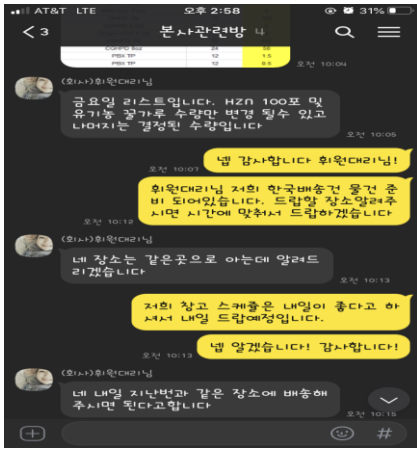 AT&T LTE 오후 2:58 31%
3 본사관련방 4
PBII TP 12 1.5
PBII TP 12 0.5
오전 10:04
(회사)휘원대리님
금요일 리스트입니다. HZN 100포 및
유기농 꿀가루 수량만 변경 될수 있고
나머지는 결정된 수량입니다
오전 10:05
넵 감사합니다 휘원대리님!
오전 10:07
휘원대리님 저희 한국배송건 물건 준
비 되어있습니다. 드랍할 장소알려주
시면 시간에 맞춰서 드랍하겠습니다
오전 10:12
(회사)휘원대리님
네 장소는 같은곳으로 아는데 알려드
리겠습니다
오전 10:13
저희 창고 스케쥴은 내일이 좋다고 하
셔서 내일 드랍예정입니다.
넵 알겠습니다! 감사합니다!
오전 10:13
(회사)휘원대리님
네 내일 지난번과 같은 장소에 배송해
주시면 된다고합니다
오전 10:15
#